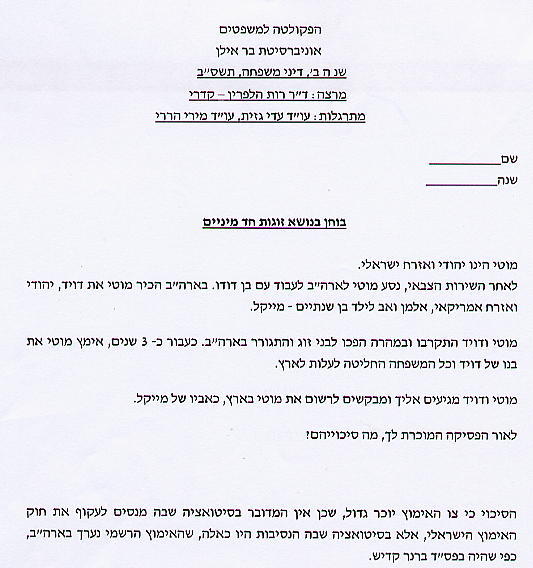 הפקולטה למשפטים
אוניברסיטת בר אילן
שנה ב', דיני משפחה, תשס"ב
מרצה: ד"ר רות הלפרין – קדרי
מתרגלות: עו"ד עדי גזית, עו"ד מירי הררי
שם__________
שנה__________
בוחן בנושא זוגות חד מיניים
מוטי הינו יהודי ואזרח ישראלי.
לאחר השירות הצבאי, נסע מוטי לארה"ב לעבוד עם בן דודו. בארה"ב הכיר מוטי את דויד, יהודי
ואזרח אמריקאי, אלמן ואב לילד בן שנתיים - מייקל.
מוטי ודויד התקרבו ובמהרה הפכו לבני זוג והתגורר בארה"ב. כעבור כ- 3 שנים, אימץ מוטי את
בנו של דויד וכל המשפחה החליטה לעלות לארץ.
מוטי ודויד מגיעים אליך ומבקשים לרשום את מוטי בארץ, כאביו של מייקל.
לאור הפסיקה המוכרת לך, מה סיכוייהם?
הסיכוי כי צו האימוץ יוכר גדול, שכן אין המדובר בסיטואציה שבה מנסים לעקוף את חוק
האימוץ הישראלי, אלא בסיטואציה שבה הנסיבות היו כאלה, שהאימוץ הרשמי נערך בארה"ב,
כפי שהיה בפס"ד ברנר קדיש.